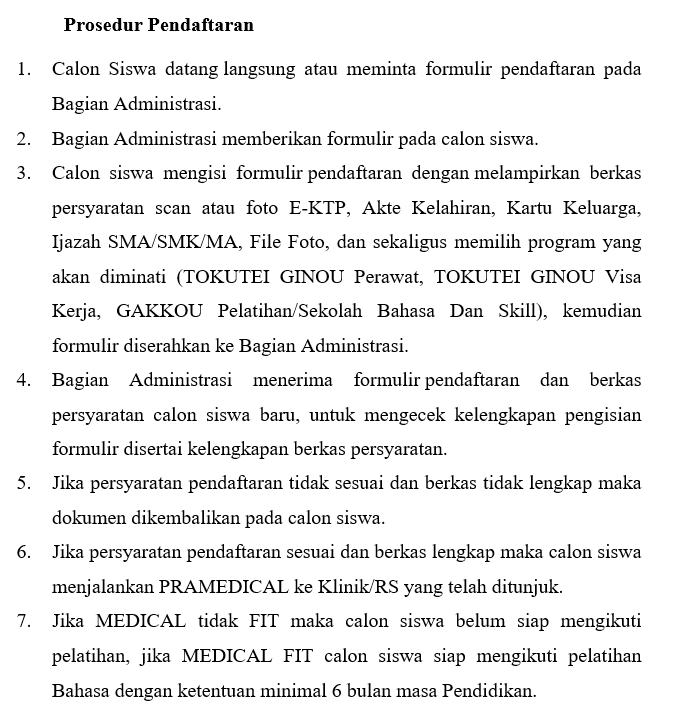 Prosedur Pendaftaran
1. Calon Siswa datang langsung atau meminta formulir pendaftaran pada
Bagian Administrasi.
2. Bagian Administrasi memberikan formulir pada calon siswa.
3. Calon siswa mengisi formulir pendaftaran dengan melampirkan berkas
persyaratan scan atau foto E-KTP, Akte Kelahiran, Kartu Keluarga,
Ijazah SMA/SMK/MA, File Foto, dan sekaligus memilih program yang
akan diminati (TOKUTEI GINOU Perawat, TOKUTEI GINOU Visa
Kerja, GAKKOU Pelatihan/Sekolah Bahasa Dan Skill), kemudian
formulir diserahkan ke Bagian Administrasi.
4. Bagian Administrasi menerima formulir pendaftaran dan berkas
persyaratan calon siswa baru, untuk mengecek kelengkapan pengisian
formulir disertai kelengkapan berkas persyaratan.
5. Jika persyaratan pendaftaran tidak sesuai dan berkas tidak lengkap maka
dokumen dikembalikan pada calon siswa.
6. Jika persyaratan pendaftaran sesuai dan berkas lengkap maka calon siswa
menjalankan PRAMEDICAL ke Klinik/RS yang telah ditunjuk.
7. Jika MEDICAL tidak FIT maka calon siswa belum siap mengikuti
pelatihan, jika MEDICAL FIT calon siswa siap mengikuti pelatihan
Bahasa dengan ketentuan minimal 6 bulan masa Pendidikan.